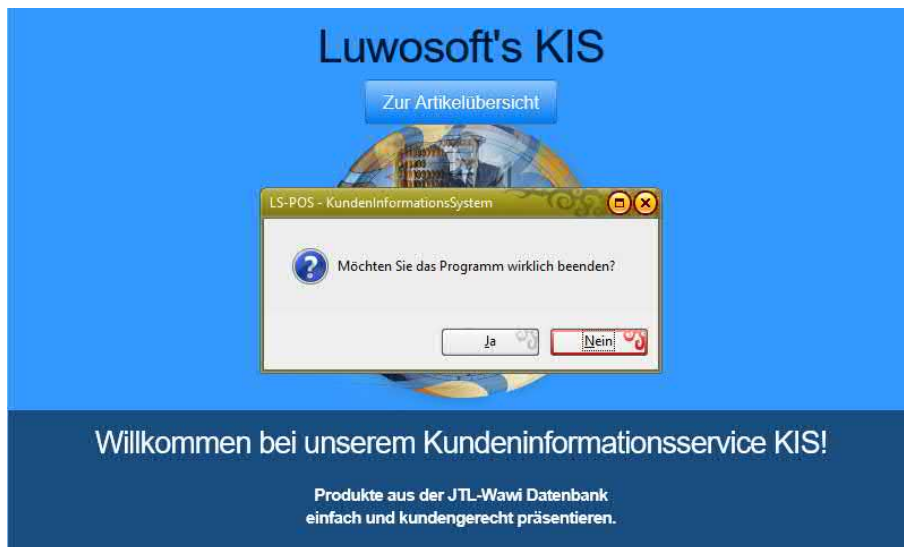 Luwosoft's KIS
Zur Artikelübersicht
LS-POS - KundenInformationsSystem
Möchten Sie das Programm wirklich beenden?
Ja
Nein
Willkommen bei unserem Kundeninformationsservice KIS!
Produkte aus der JTL-Wawi Datenbank
einfach und kundengerecht präsentieren.